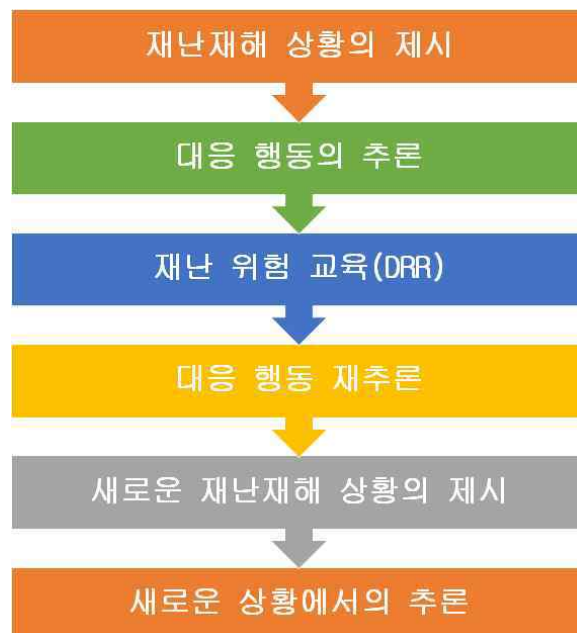 재난재해 상황의 제시
대응 행동의 추론
재난 위험 교육(DRR)
대응 행동 재추론
새로운 재난재해 상황의 제시
새로운 상황에서의 추론